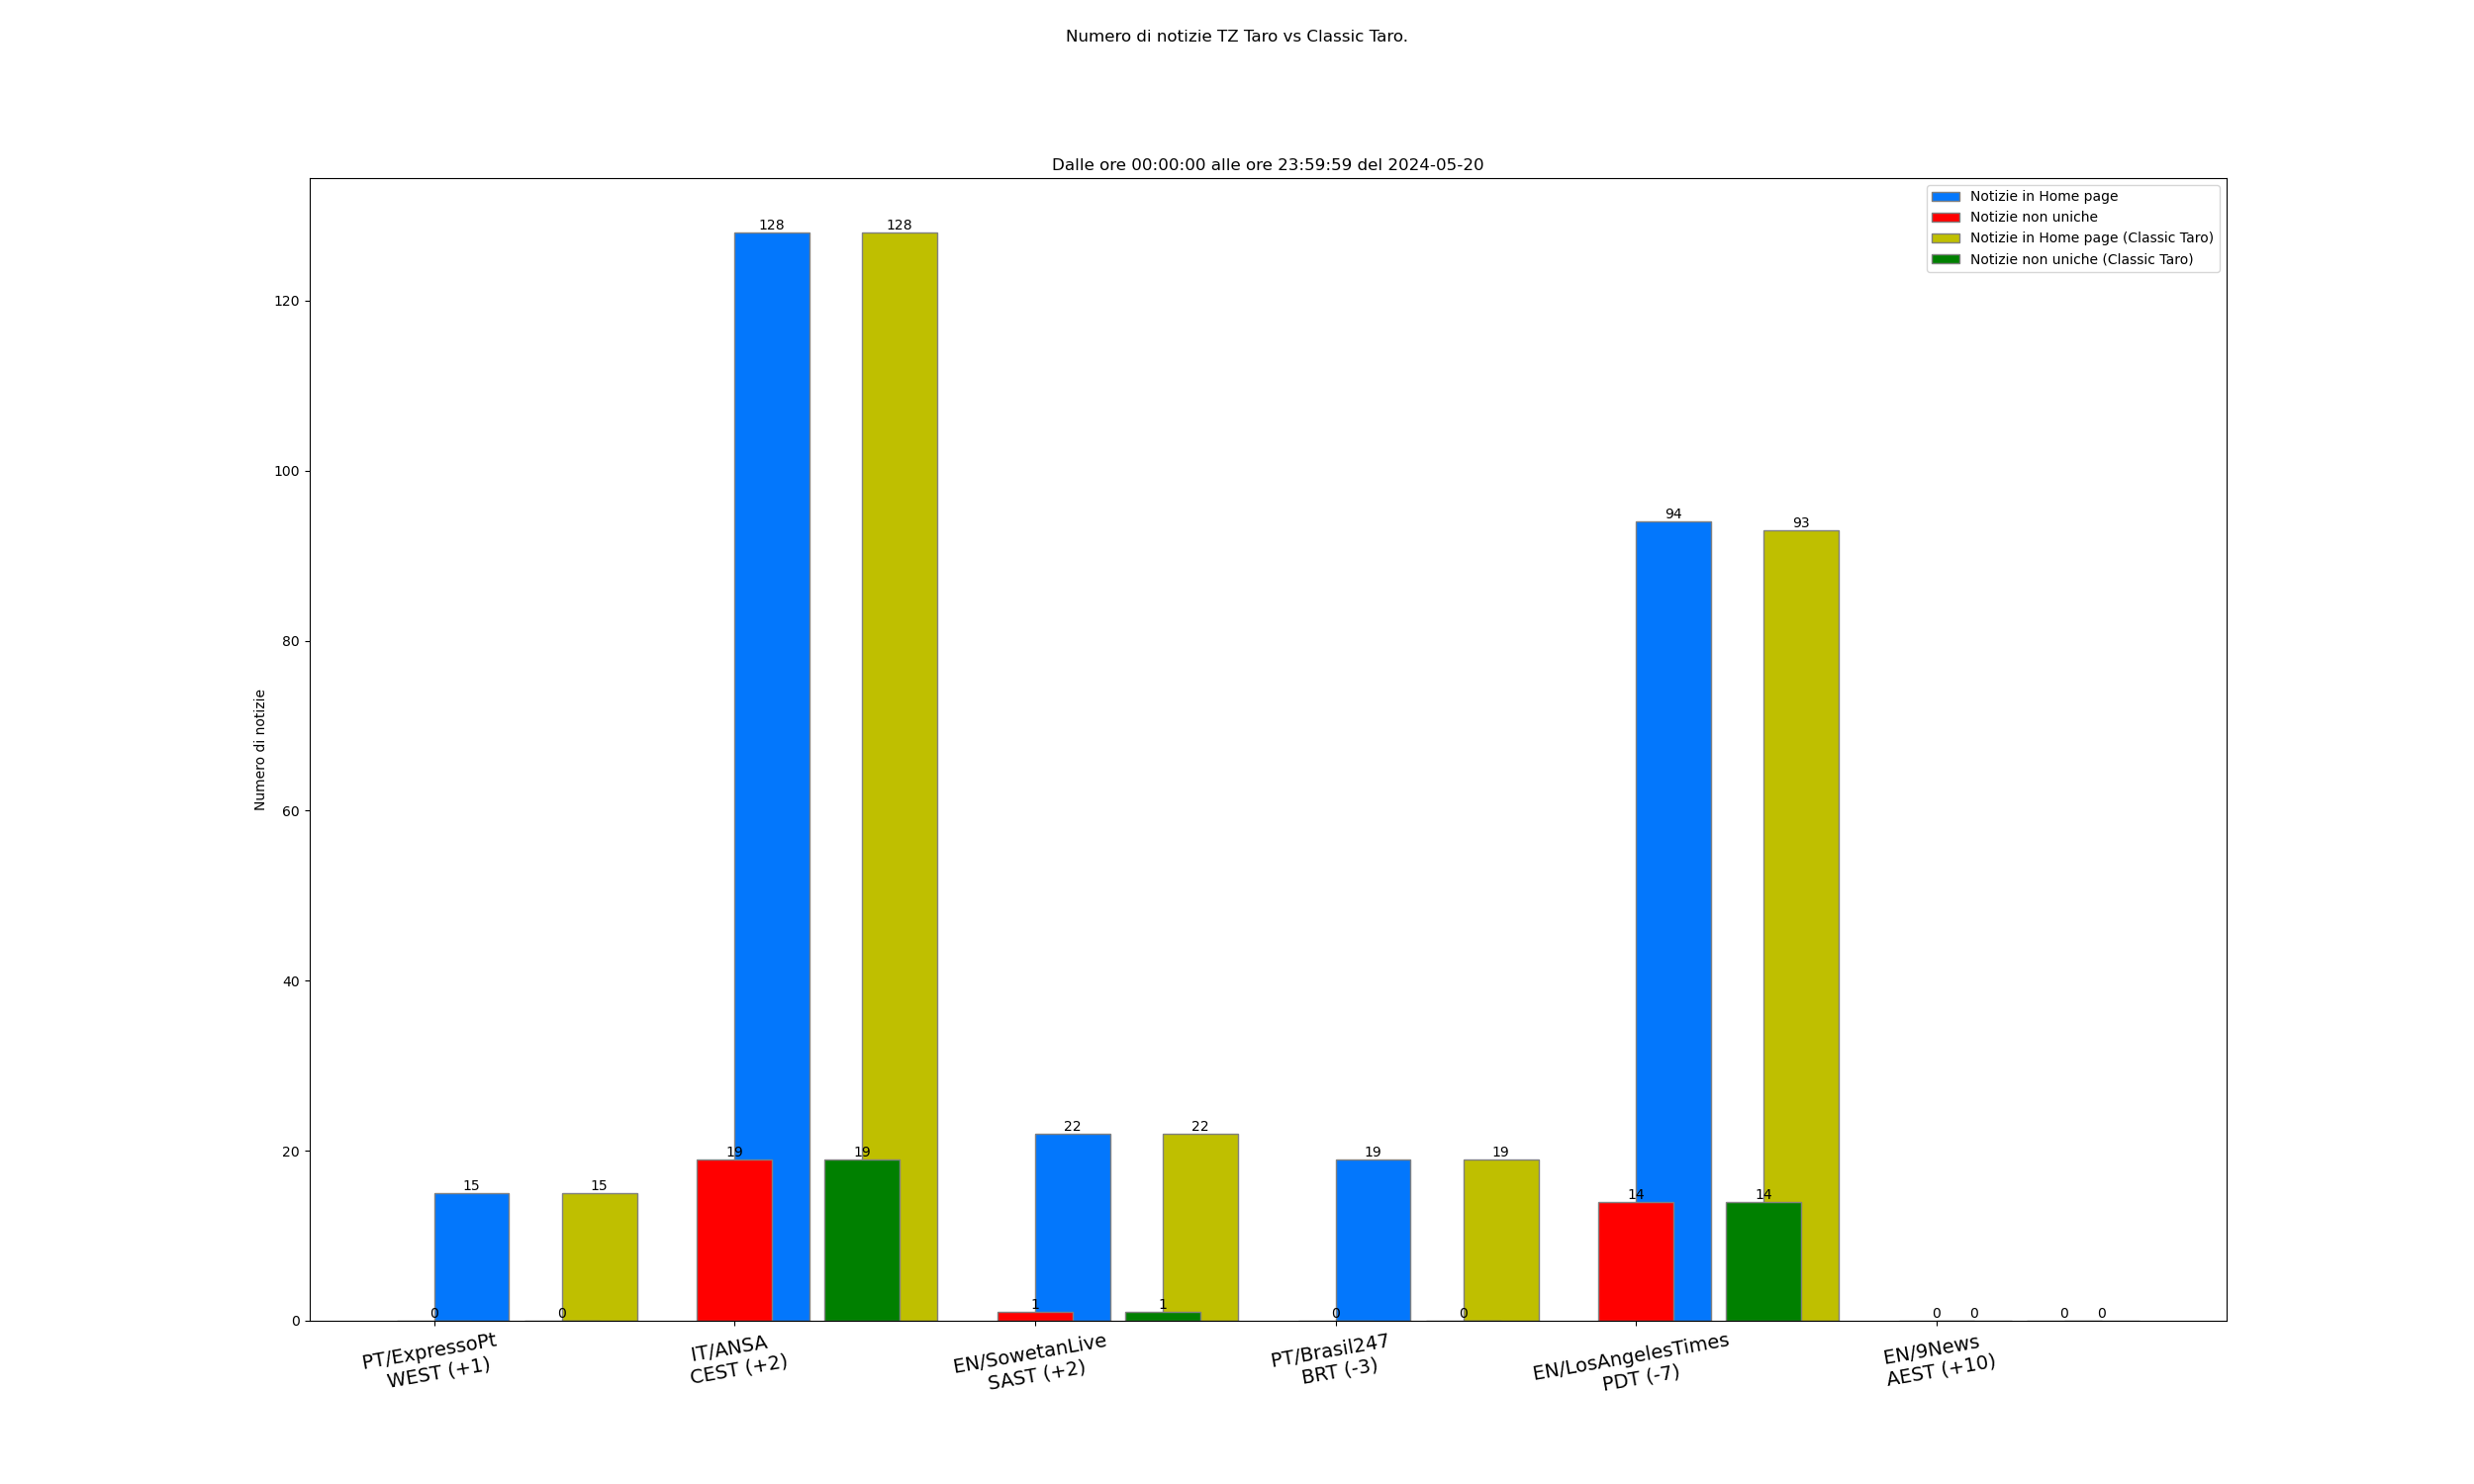 Numero di notizie TZ Taro vs Classic Taro.
Dalle ore 00:00:00 alle ore 23:59:59 del 2024-05-20
Notizie in Home page
Notizie non uniche
Notizie in Home page (Classic Taro)
Notizie non uniche (Classic Taro)
Numero di notizie
120
100
80
60
40
20
0
128
128
94
93
22
22
19
19
19
19
15
15
14
14
1
1
0
0
0
0
0
0
0
0
PT/ExpressoPt
WEST (+1)
IT/ANSA
CEST (+2)
EN/SowetanLive
SAST (+2)
PT/Brasil247
BRT (-3)
EN/LosAngelesTimes
PDT (-7)
EN/9News
AEST (+10)